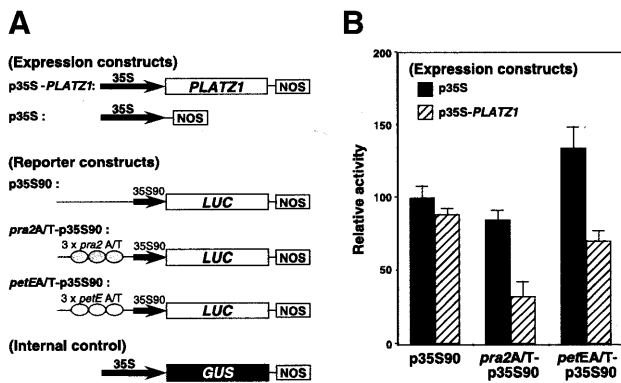 A
(Expression constructs)
35S
p35S-PLATZ1: PLATZ1 NOS
35S
p35S : NOS
(Reporter constructs)
p35S90 :
35S90
LUC NOS
pra2A/T-p35S90 :
3 x pra2 A/T 35S90
LUC NOS
petEA/T-p35S90 :
3 x petE A/T 35S90
LUC NOS
(Internal control)
35S
GUS NOS
B
200
150
100
50
0
Relative activity
(Expression constructs)
p35S
p35S-PLATZ1
p35S90
pra2A/T-
p35S90
petEA/T-
p35S90